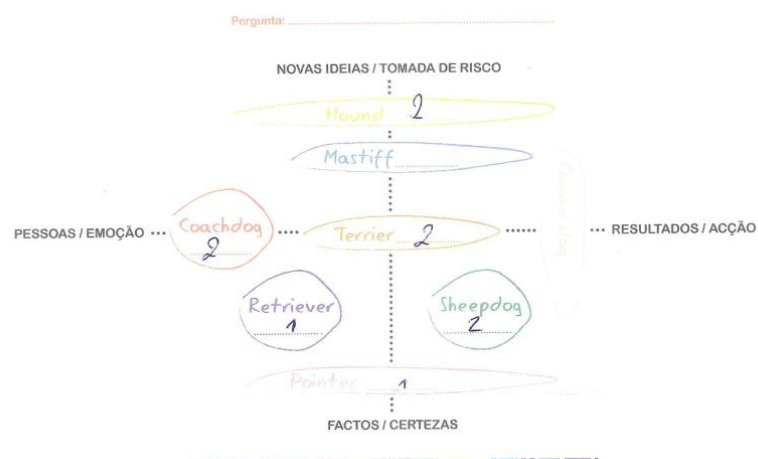 Pergunta:
NOVAS IDEIAS / TOMADA DE RISCO
Hound 2
Mastiff
Coachdog
2
PESSOAS / EMOÇÃO
Terrier 2
RESULTADOS / ACÇÃO
Retriever
1
Sheepdog
2
Pointer 1
FACTOS / CERTEZAS